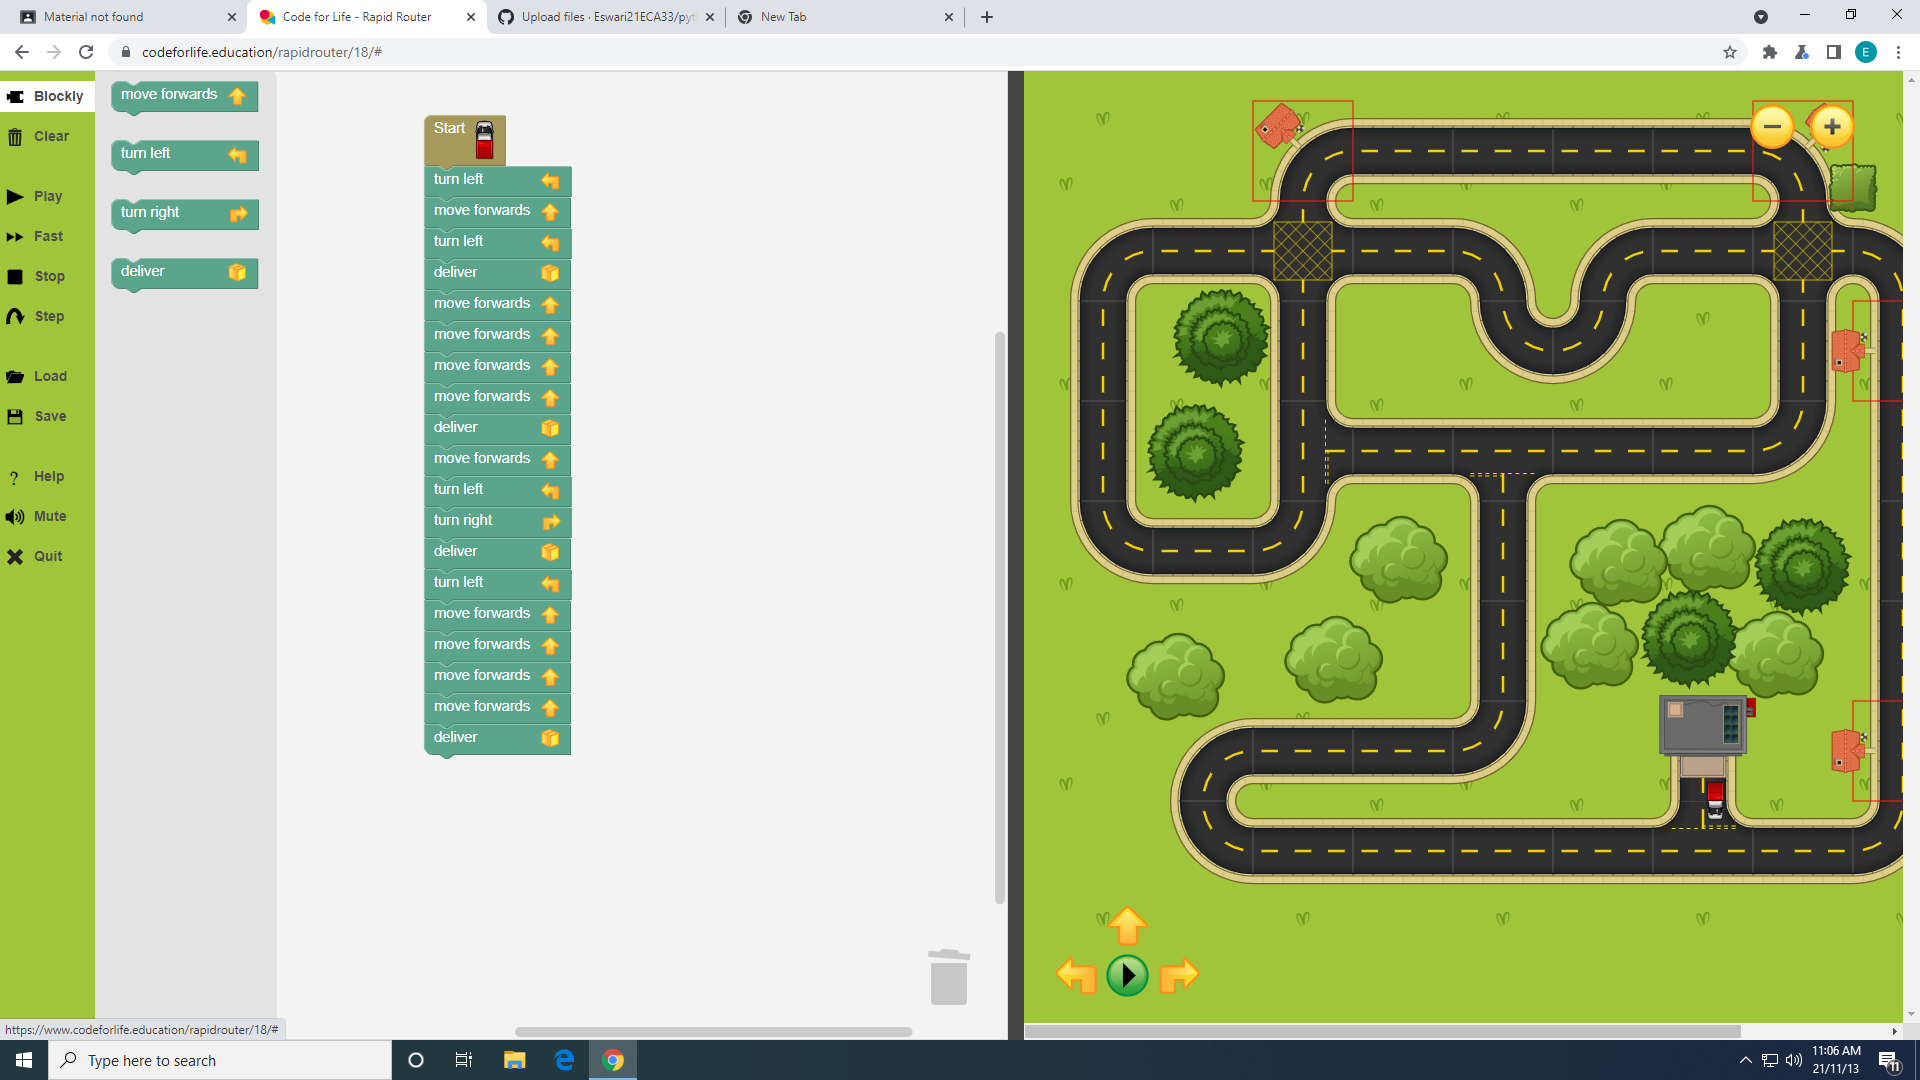 Material not found
Code for Life - Rapid Router
Upload files · Eswari21ECA33/pyt
New Tab
codeforlife.education/rapidrouter/18/#
E
Blockly
Clear
Play
Fast
Stop
Step
Load
Save
Help
Mute
Quit
move forwards
turn left
turn right
deliver
Start
turn left
move forwards
turn left
deliver
move forwards
move forwards
move forwards
move forwards
deliver
move forwards
turn left
turn right
deliver
turn left
move forwards
move forwards
move forwards
move forwards
deliver
https://www.codeforlife.education/rapidrouter/18/#
Type here to search
11:06 AM
21/11/13
11